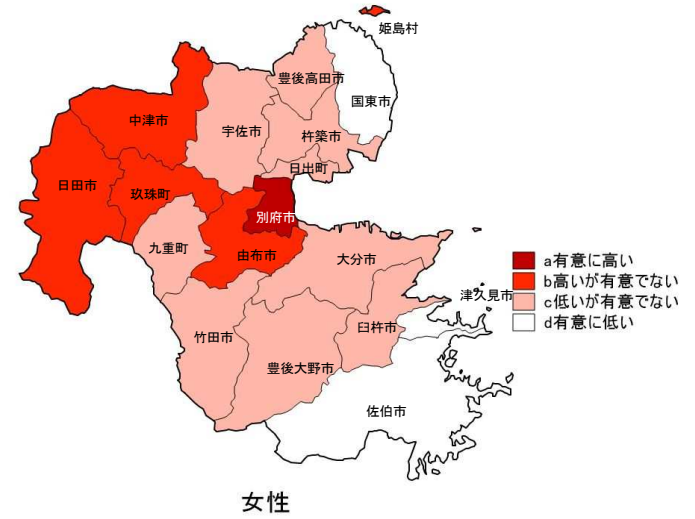 姫島村
豊後高田市
国東市
中津市
宇佐市
杵築市
日出町
日田市
玖珠町
別府市
九重町
由布市
大分市
a有意に高い
b高いが有意でない
c低いが有意でない
d有意に低い
津久見市
臼杵市
竹田市
豊後大野市
佐伯市
女性